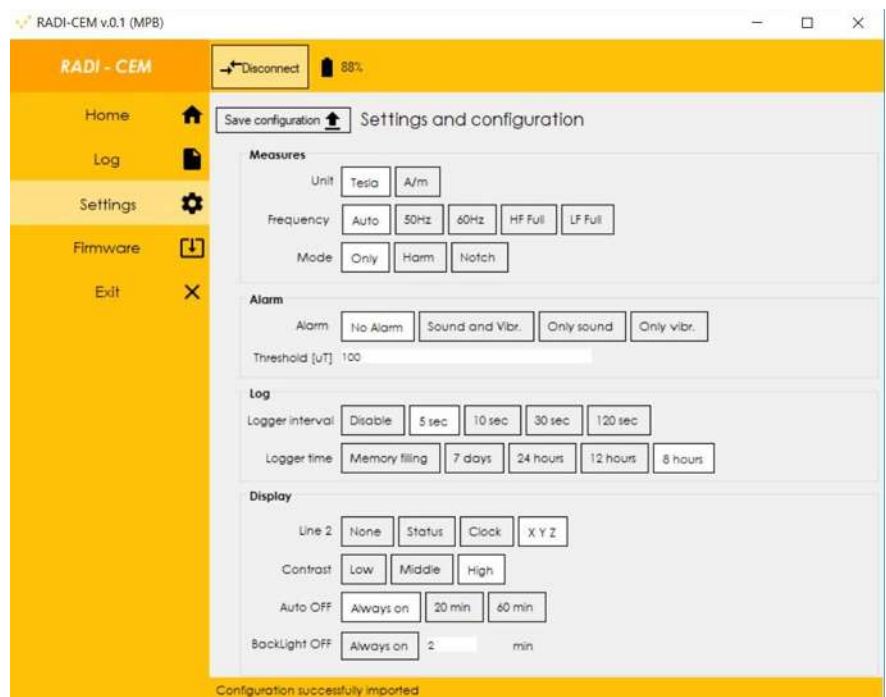 RADI-CEM v.0.1 (MPB)
RADI - CEM
Disconnect 88%
Home
Log
Settings
Firmware
Exit
Save configuration Settings and configuration
Measures
Unit Tesla A/m
Frequency Auto 50Hz 60Hz HF Full LF Full
Mode Only Harm Notch
Alarm
Alarm No Alarm Sound and Vibr. Only sound Only vibr.
Threshold [uT] 100
Log
Logger interval Disable 5 sec 10 sec 30 sec 120 sec
Logger time Memory filing 7 days 24 hours 12 hours 8 hours
Display
Line 2 None Status Clock X Y Z
Contrast Low Middle High
Auto OFF Always on 20 min 60 min
BackLight OFF Always on 2 min
Configuration successfully imported